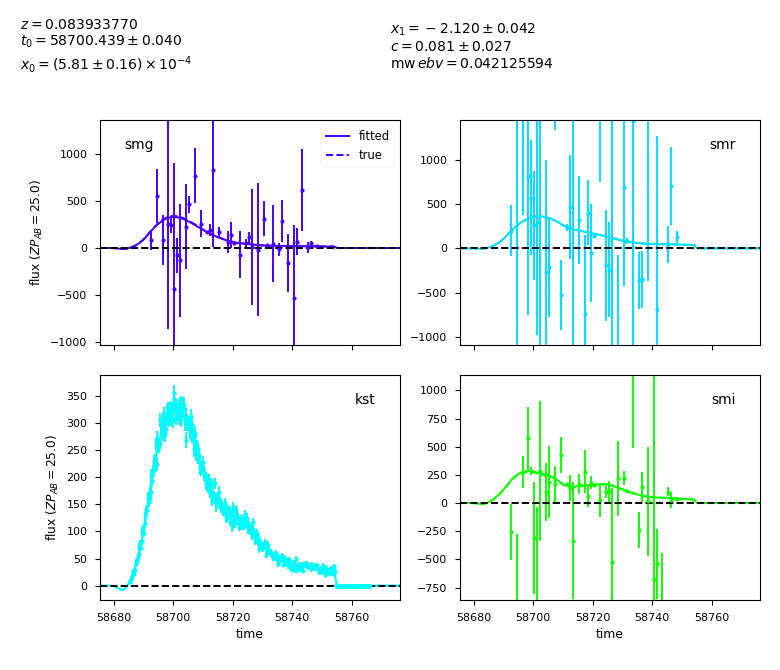 z = 0.083933770
t₀ = 58700.439 ± 0.040
x₀ = (5.81 ± 0.16) × 10⁻⁴
x₁ = −2.120 ± 0.042
c = 0.081 ± 0.027
mw ebv = 0.042125594
smg
fitted
true
1000
500
0
−500
−1000
flux (ZP_AB = 25.0)
smr
1000
500
0
−500
−1000
kst
350
300
250
200
150
100
50
0
flux (ZP_AB = 25.0)
58680 58700 58720 58740 58760
time
smi
1000
750
500
250
0
−250
−500
−750
58680 58700 58720 58740 58760
time